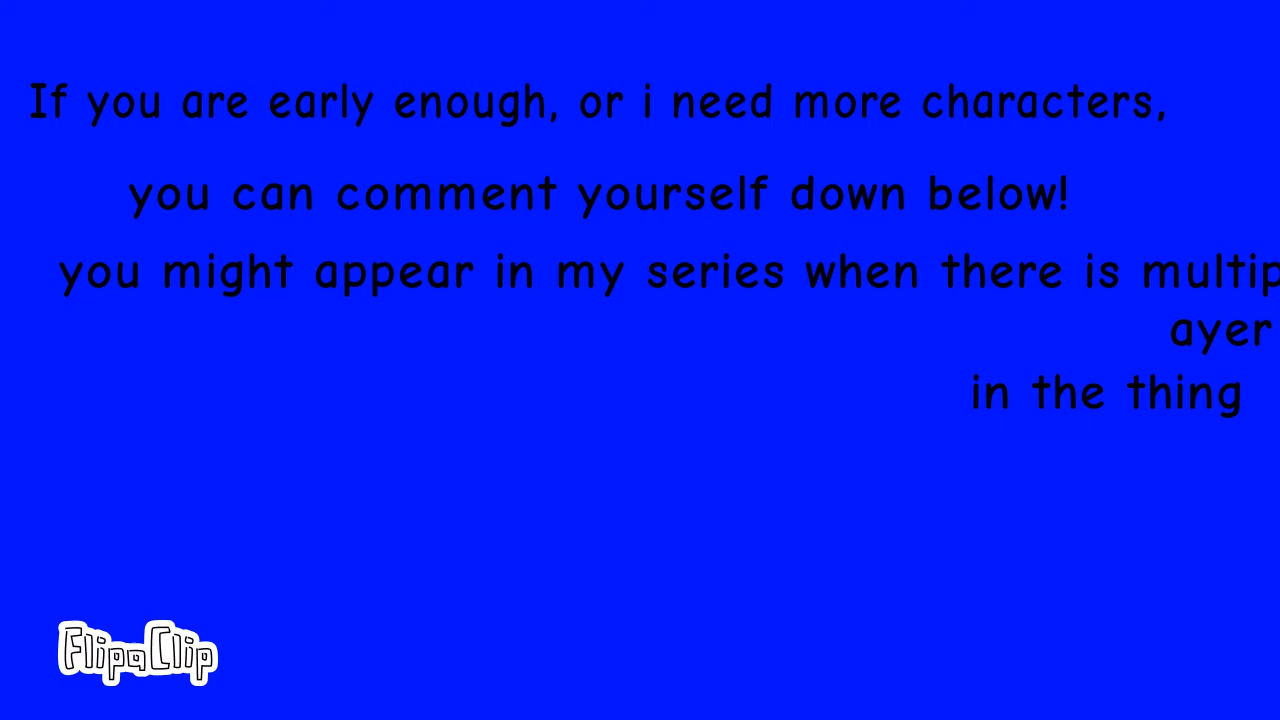 If you are early enough, or i need more characters,
you can comment yourself down below!
you might appear in my series when there is multip
ayer
in the thing
FlipaClip